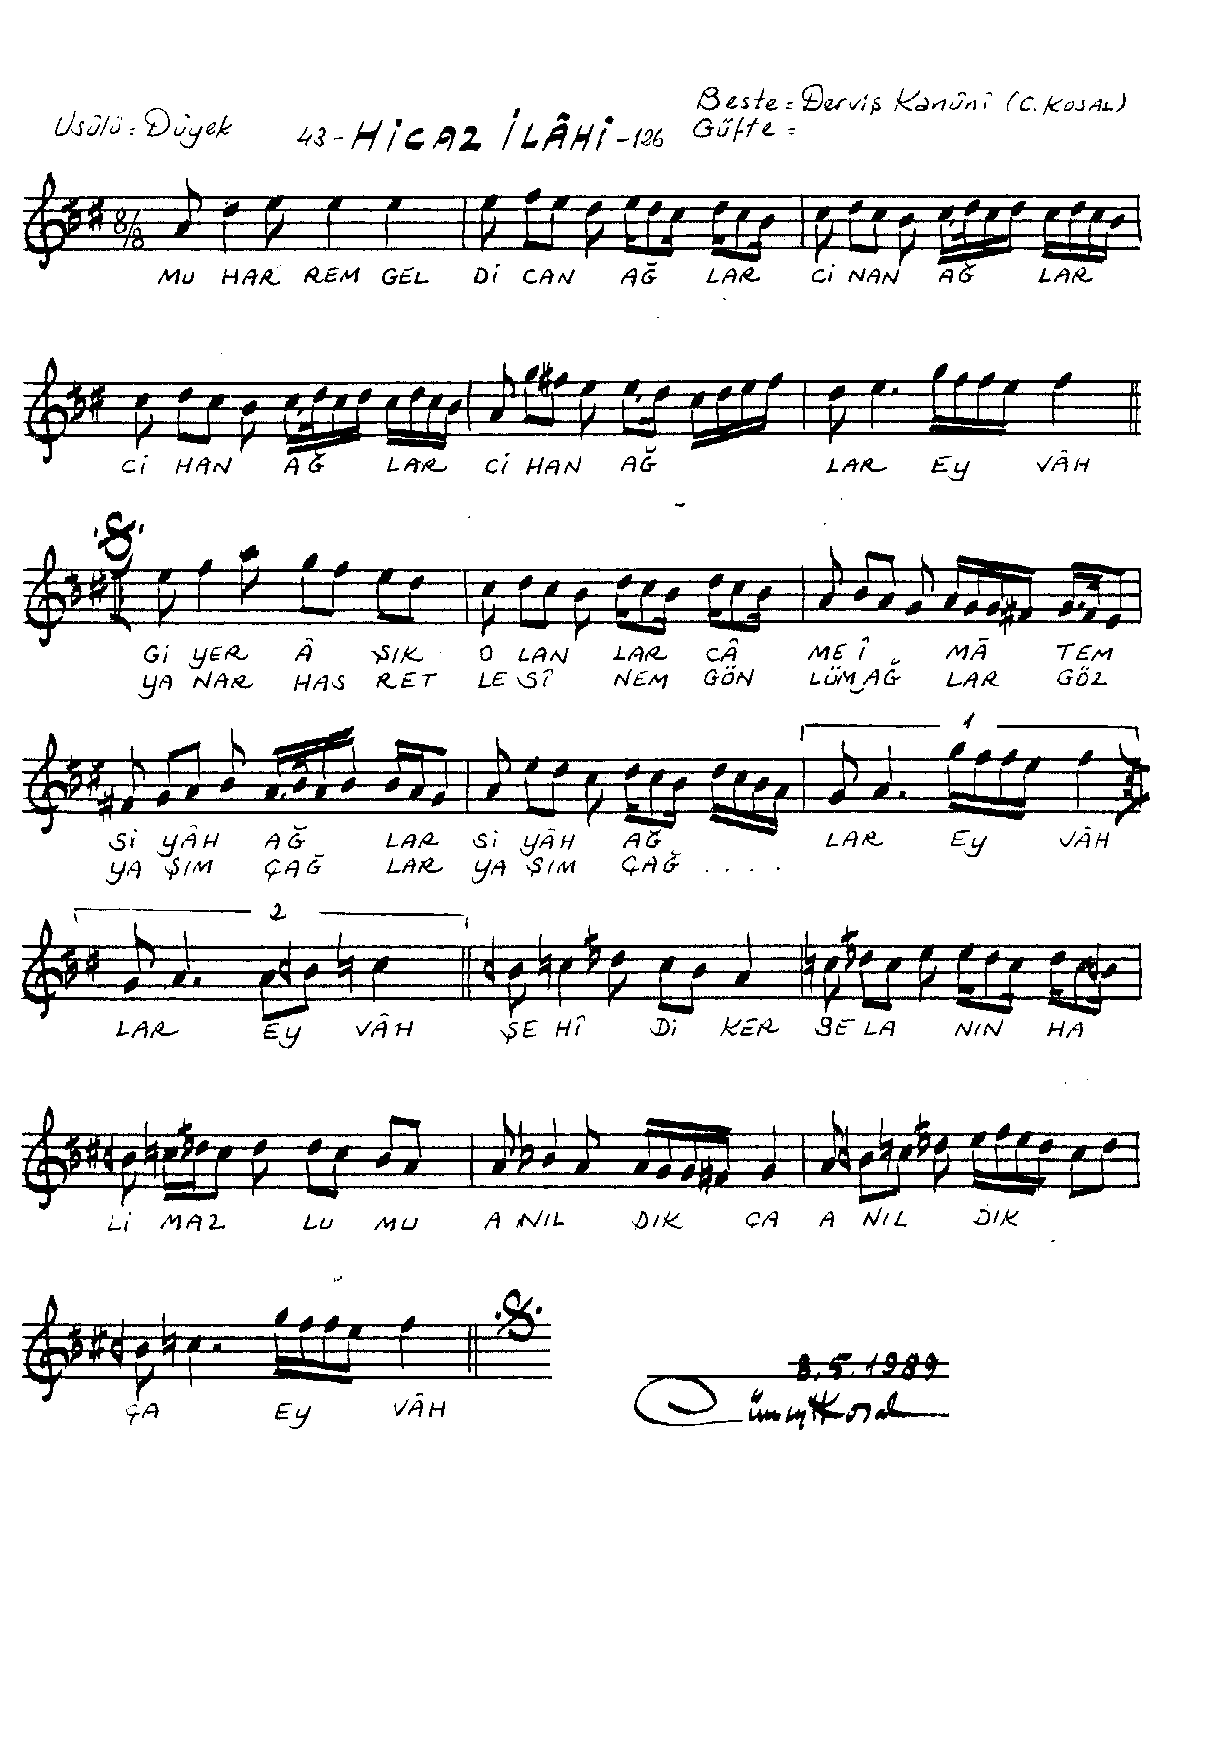 Usûlü: Düyek
43 - HİCAZ İLÂHİ - 126
Beste = Derviş Kanûnî (C. KOSAL)
Güfte =
8/8
MU HAR REM GEL Dİ CAN AĞ LAR Cİ NAN AĞ LAR
Cİ HAN AĞ LAR Cİ HAN AĞ LAR EY VÂH
Gİ YER Â ŞIK O LAN LAR CÂ ME Î MÂ TEM
YA NAR HAS RET LE SÎ NEM GÖN LÜM AĞ LAR GÖZ
1
Sİ YÂH AĞ LAR Sİ YÂH AĞ LAR EY VÂH
YA ŞIM ÇAĞ LAR YA ŞIM ÇAĞ . . . .
2
LAR EY VÂH ŞE HÎ Dİ KER BE LA NIN HA
Lİ MAZ LU MU A NIL DIK ÇA A NIL DIK
ÇA EY VÂH
8.5.1989